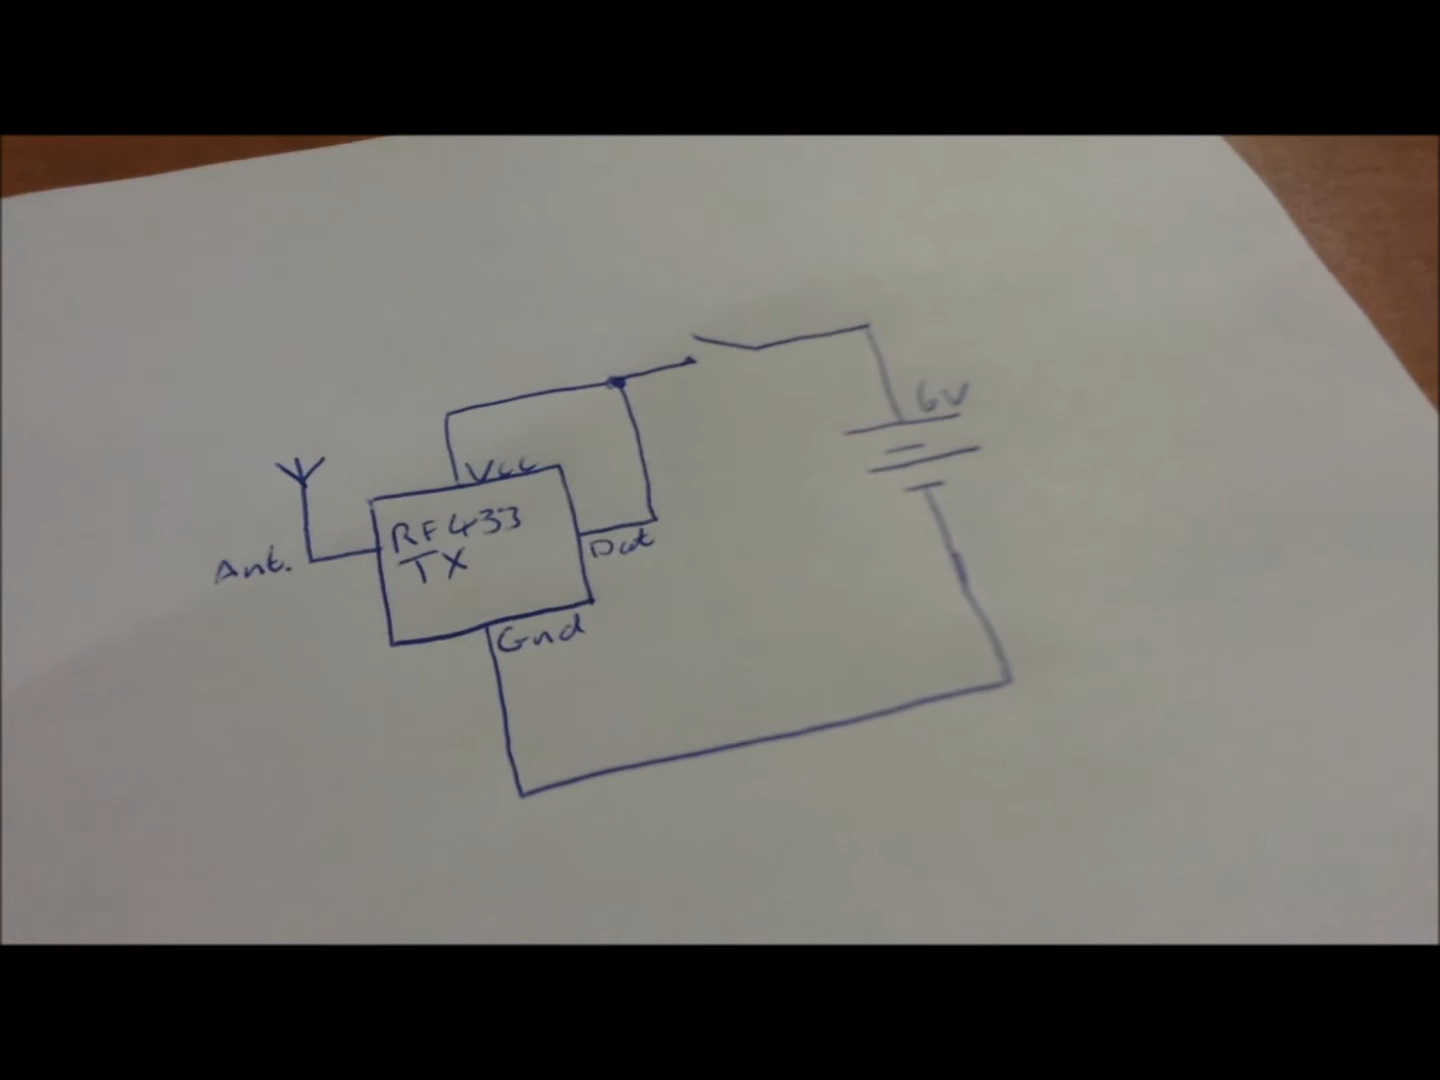 6V
Vcc
RF433
TX
Ant.
Dat
Gnd